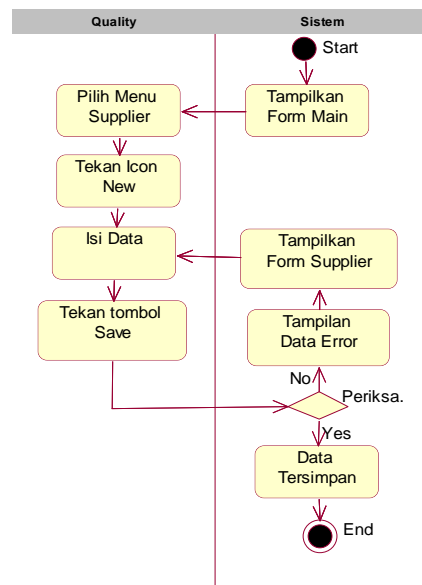 Quality
Sistem
Start
Pilih Menu
Supplier
Tampilkan
Form Main
Tekan Icon
New
Isi Data
Tampilkan
Form Supplier
Tekan tombol
Save
Tampilan
Data Error
No
Periksa.
Yes
Data
Tersimpan
End